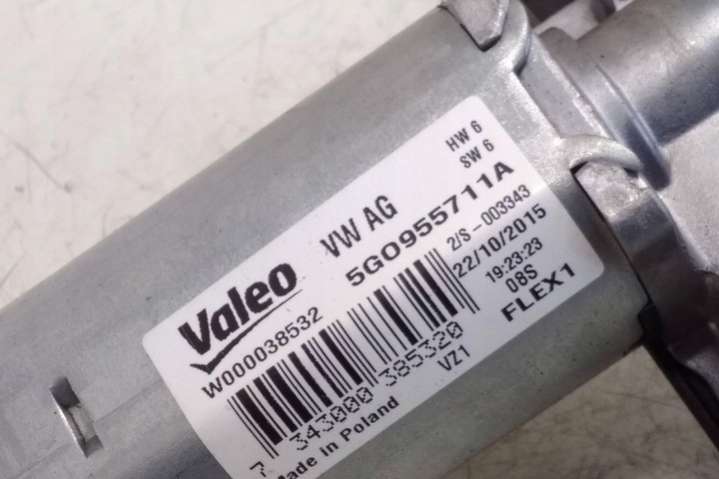 Valeo
VW AG
HW 6
SW 6
W000038532
5G0955711A
2/S-003343
22/10/2015
19:23:23
08S
FLEX1
7 343000 385320
VZ1
Made in Poland